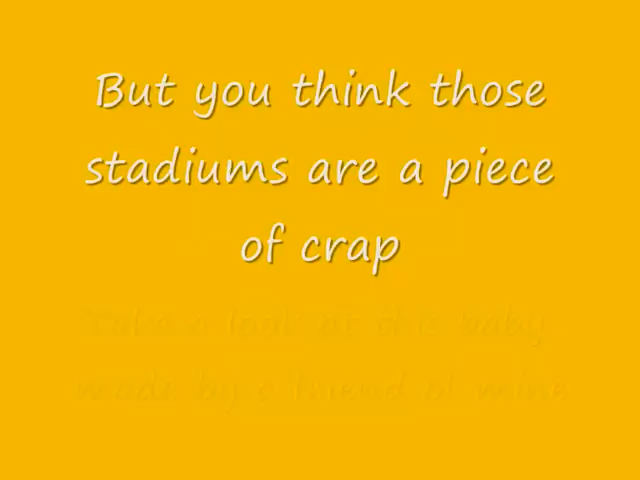 But you think those
stadiums are a piece
of crap
Take a look at this baby
made by a friend of mine